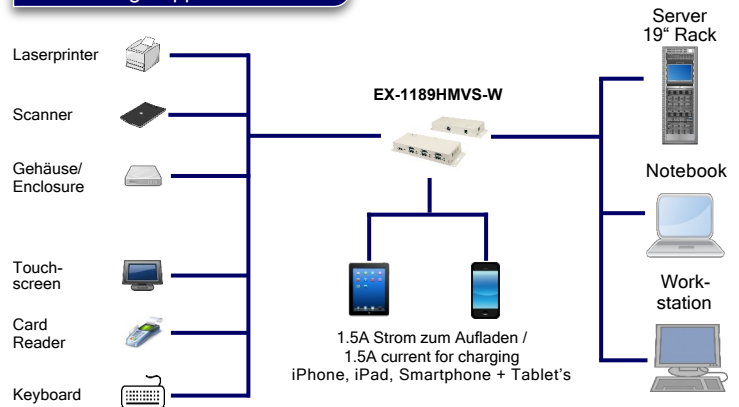 Laserprinter
Scanner
Gehäuse/
Enclosure
Touch-
screen
Card
Reader
Keyboard
EX-1189HMVS-W
1.5A Strom zum Aufladen /
1.5A current for charging
iPhone, iPad, Smartphone + Tablet's
Server
19“ Rack
Notebook
Work-
station